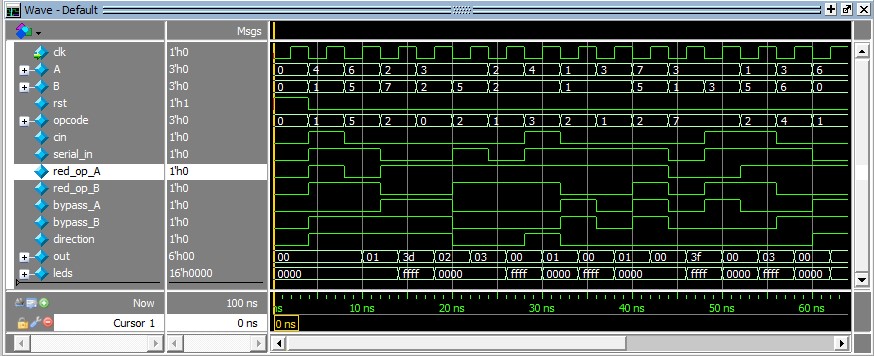 Wave - Default
Msgs
clk 1'h0
A 3'h0 0 4 6 2 3 2 4 1 3 7 3 1 3 6
B 3'h0 0 1 5 7 2 5 2 1 5 1 3 5 6 0
rst 1'h1
opcode 3'h0 0 1 5 2 0 2 1 3 2 1 2 7 2 4 1
cin 1'h0
serial_in 1'h0
red_op_A 1'h0
red_op_B 1'h0
bypass_A 1'h0
bypass_B 1'h0
direction 1'h0
out 6'h00 00 01 3d 02 03 00 01 00 01 00 3f 00 03 00
leds 16'h0000 0000 ffff 0000 ffff 0000 ffff 0000 ffff 0000 ffff 0000
Now 100 ns ns 10 ns 20 ns 30 ns 40 ns 50 ns 60 ns
Cursor 1 0 ns 0 ns